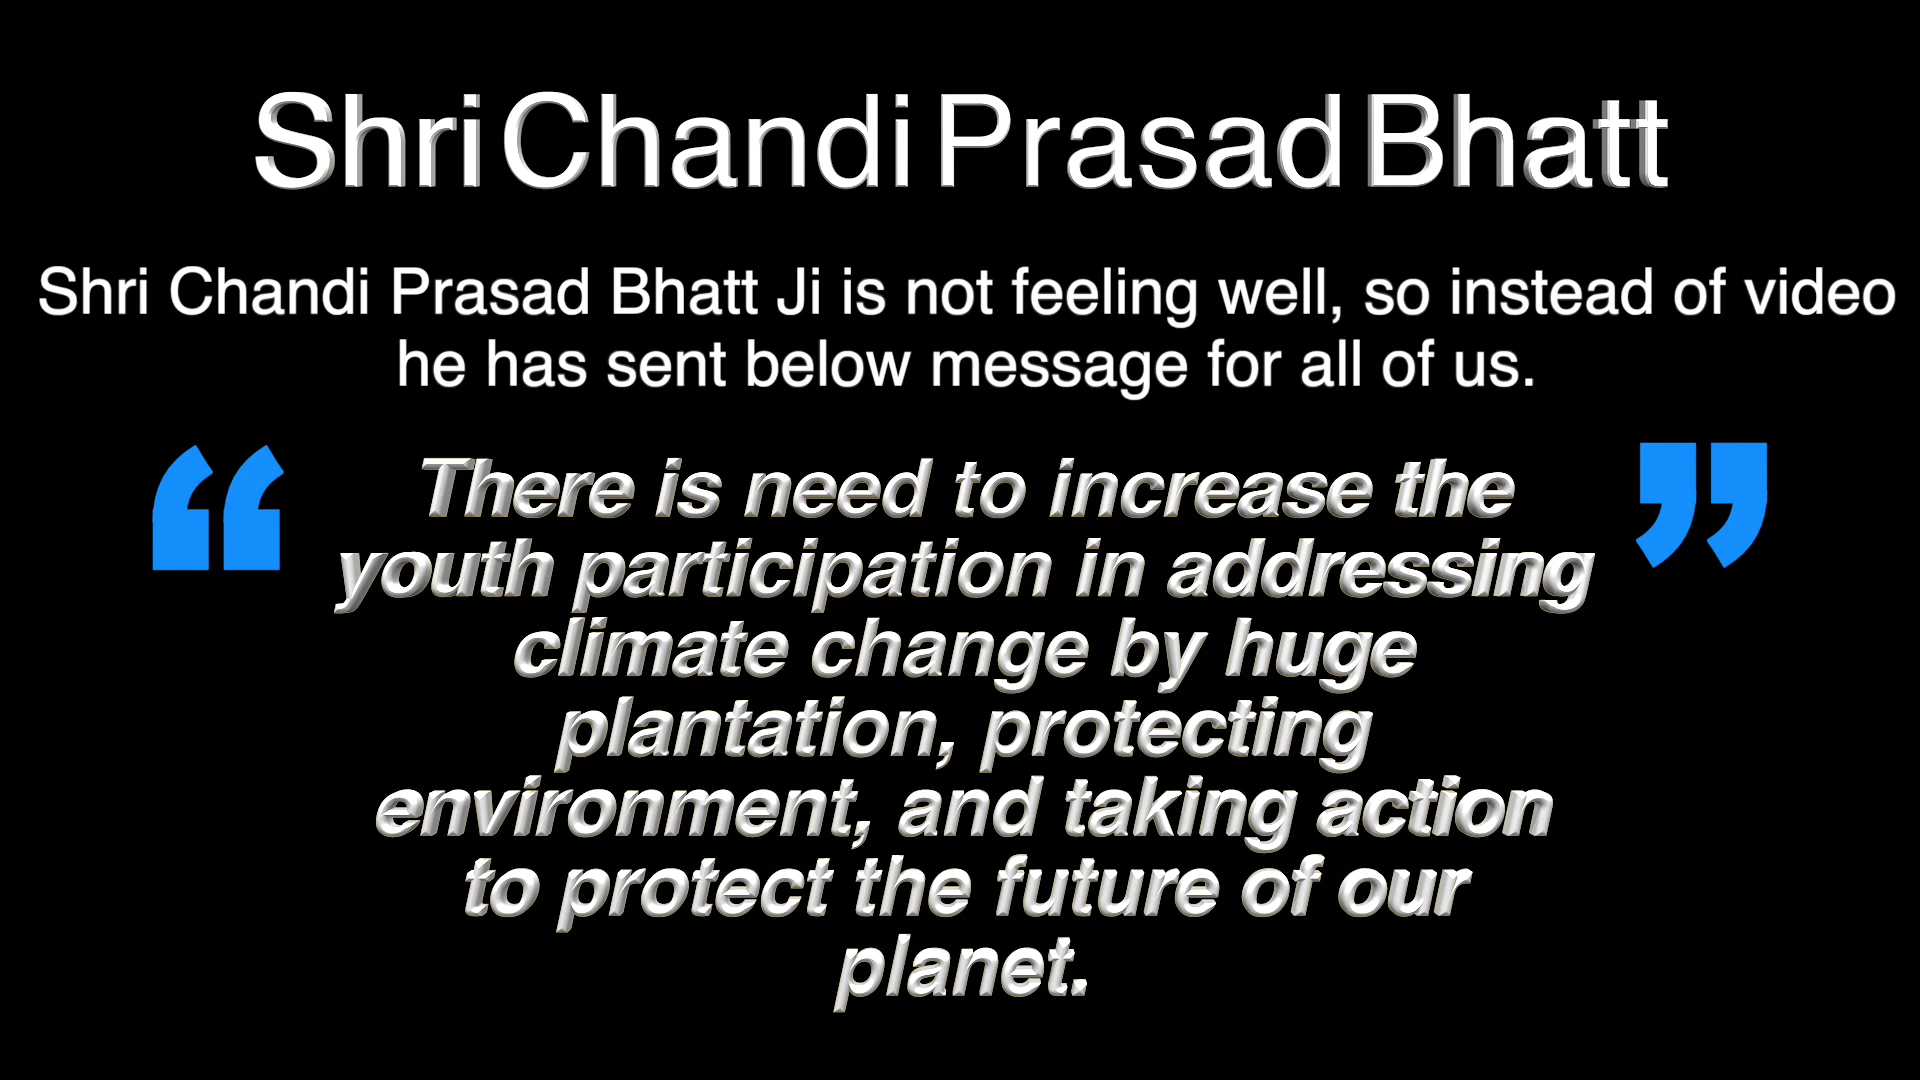 Shri Chandi Prasad Bhatt
Shri Chandi Prasad Bhatt Ji is not feeling well, so instead of video
he has sent below message for all of us.
“ There is need to increase the ”
youth participation in addressing
climate change by huge
plantation, protecting
environment, and taking action
to protect the future of our
planet.